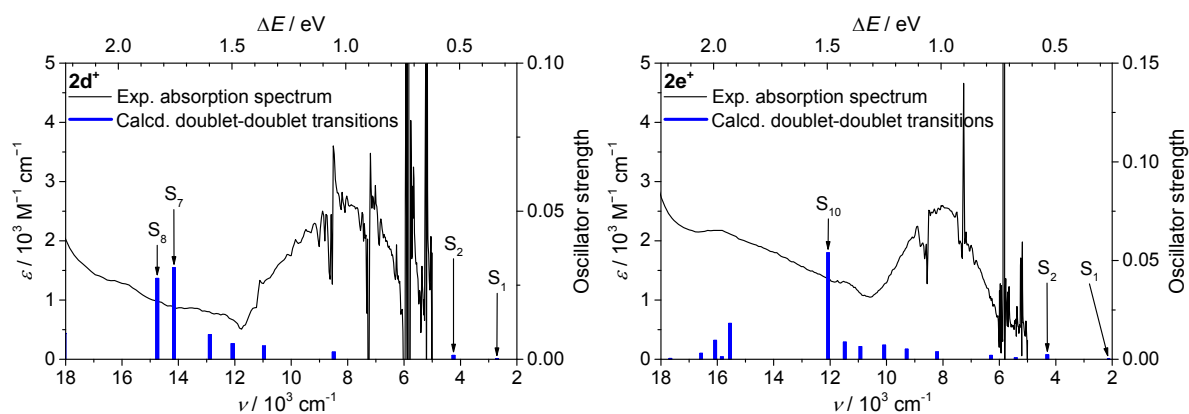 ΔE / eV
2.0 1.5 1.0 0.5
5 0.10
2d⁺
Exp. absorption spectrum
Calcd. doublet-doublet transitions
4
3
2 0.05
1
0 0.00
S₈
S₇
S₂
S₁
ε / 10³ M⁻¹ cm⁻¹
Oscillator strength
18 16 14 12 10 8 6 4 2
ν / 10³ cm⁻¹
ΔE / eV
2.0 1.5 1.0 0.5
5 0.15
2e⁺
Exp. absorption spectrum
Calcd. doublet-doublet transitions
4
0.10
3
2
0.05
1
0 0.00
S₁₀
S₂
S₁
ε / 10³ M⁻¹ cm⁻¹
Oscillator strength
18 16 14 12 10 8 6 4 2
ν / 10³ cm⁻¹